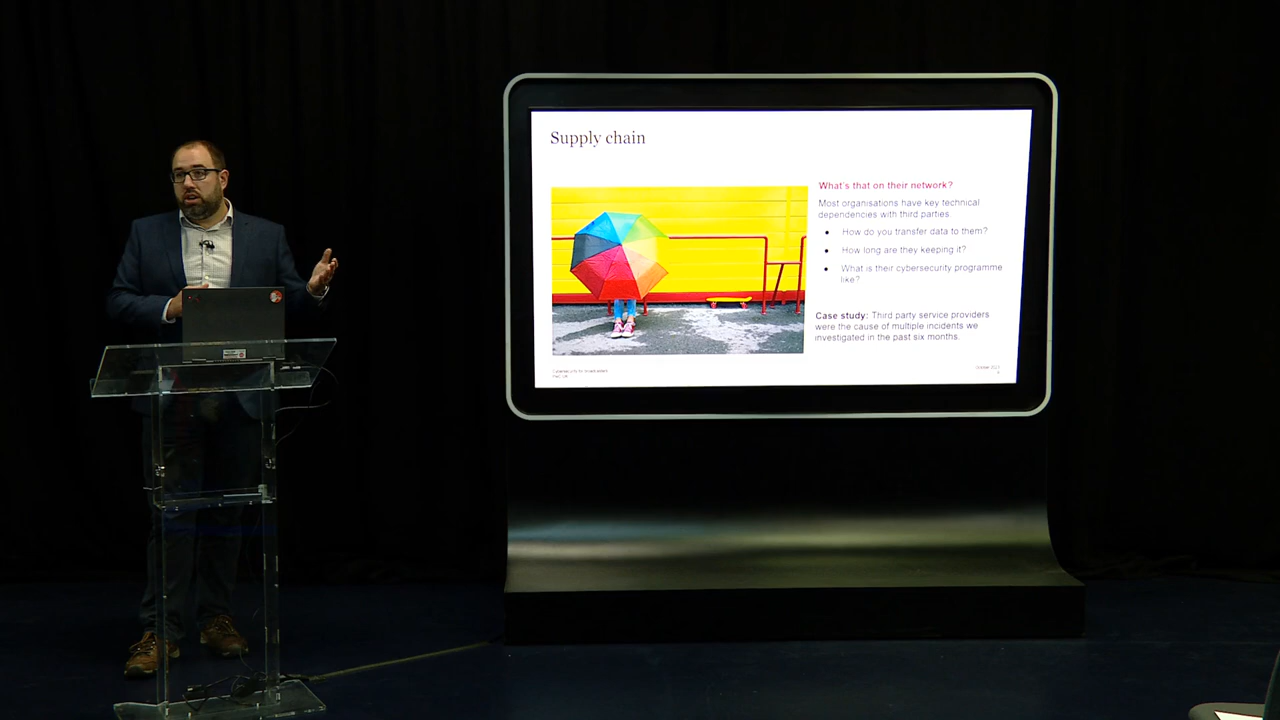 Supply chain
What's that on their network?
Most organisations have key technical
dependencies with third parties
How do you transfer data to them?
How long are they keeping it?
What is their cybersecurity programme
like?
Case study: Third party service providers
were the cause of multiple incidents we
investigated in the past six months.
PwC UK